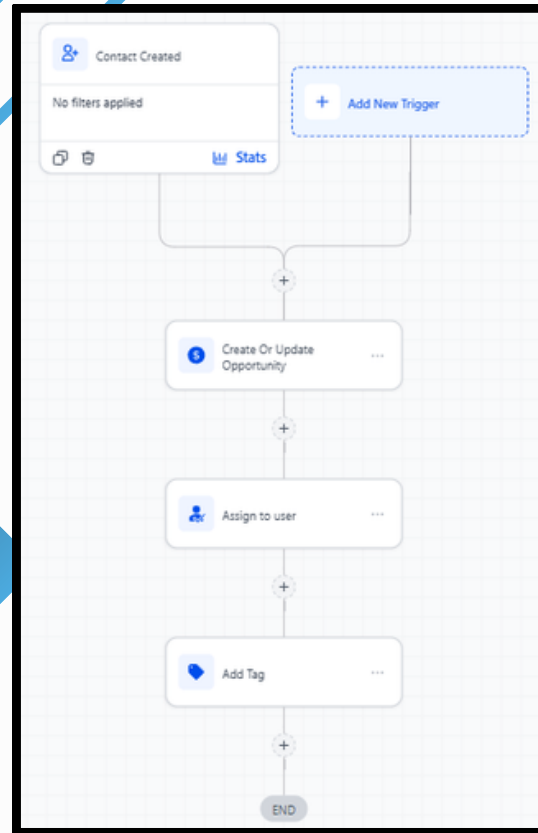 Contact Created
No filters applied
Stats
Add New Trigger
Create Or Update
Opportunity
Assign to user
Add Tag
END